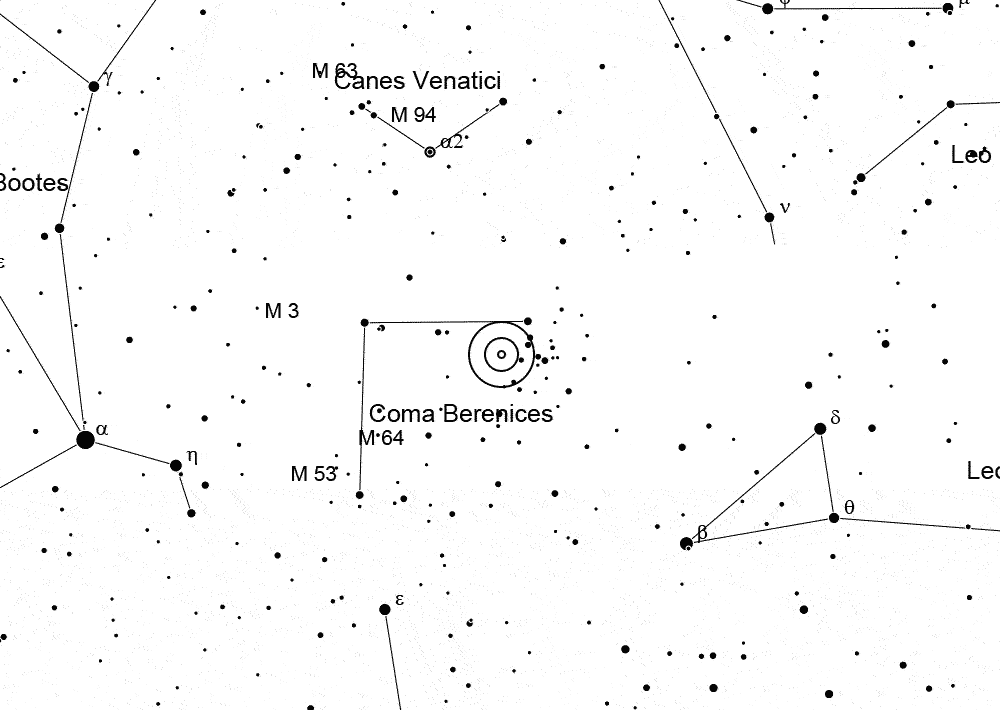 φ
μ
γ
M 63
Canes Venatici
M 94
α2
Leo
Bootes
ν
ε
M 3
Coma Berenices
δ
α
M 64
η
M 53
Leo
θ
β
ε